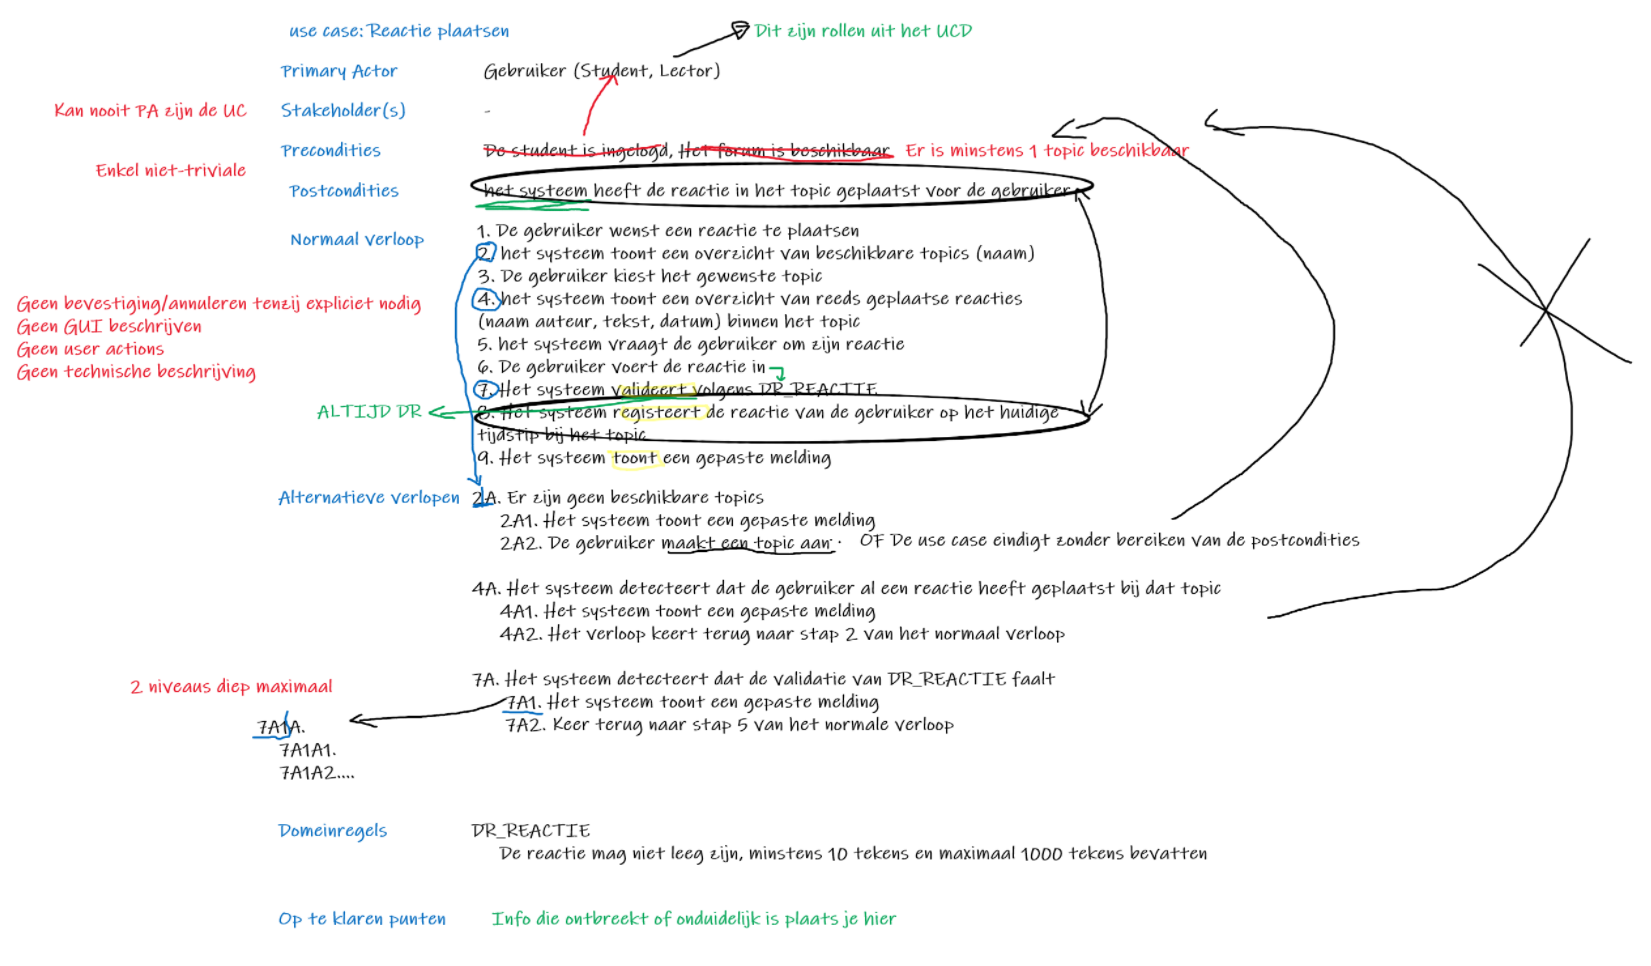 use case: Reactie plaatsen
Dit zijn rollen uit het UCD
Primary Actor
Gebruiker (Student, Lector)
Kan nooit PA zijn de UC
Stakeholder(s)
-
Precondities
De student is ingelogd, Het forum is beschikbaar
Er is minstens 1 topic beschikbaar
Enkel niet-triviale
Postcondities
het systeem heeft de reactie in het topic geplaatst voor de gebruiker
Normaal verloop
1. De gebruiker wenst een reactie te plaatsen
2. het systeem toont een overzicht van beschikbare topics (naam)
3. De gebruiker kiest het gewenste topic
4. het systeem toont een overzicht van reeds geplaatse reacties
(naam auteur, tekst, datum) binnen het topic
5. het systeem vraagt de gebruiker om zijn reactie
6. De gebruiker voert de reactie in
7. Het systeem valideert volgens DR_REACTIE
8. Het systeem registeert de reactie van de gebruiker op het huidige
tijdstip bij het topic
9. Het systeem toont een gepaste melding
Geen bevestiging/annuleren tenzij expliciet nodig
Geen GUI beschrijven
Geen user actions
Geen technische beschrijving
ALTIJD DR
Alternatieve verlopen
2A. Er zijn geen beschikbare topics
2A1. Het systeem toont een gepaste melding
2A2. De gebruiker maakt een topic aan. OF De use case eindigt zonder bereiken van de postcondities
4A. Het systeem detecteert dat de gebruiker al een reactie heeft geplaatst bij dat topic
4A1. Het systeem toont een gepaste melding
4A2. Het verloop keert terug naar stap 2 van het normaal verloop
7A. Het systeem detecteert dat de validatie van DR_REACTIE faalt
7A1. Het systeem toont een gepaste melding
7A2. Keer terug naar stap 5 van het normale verloop
2 niveaus diep maximaal
7A1A.
7A1A1.
7A1A2....
Domeinregels
DR_REACTIE
De reactie mag niet leeg zijn, minstens 10 tekens en maximaal 1000 tekens bevatten
Op te klaren punten
Info die ontbreekt of onduidelijk is plaats je hier